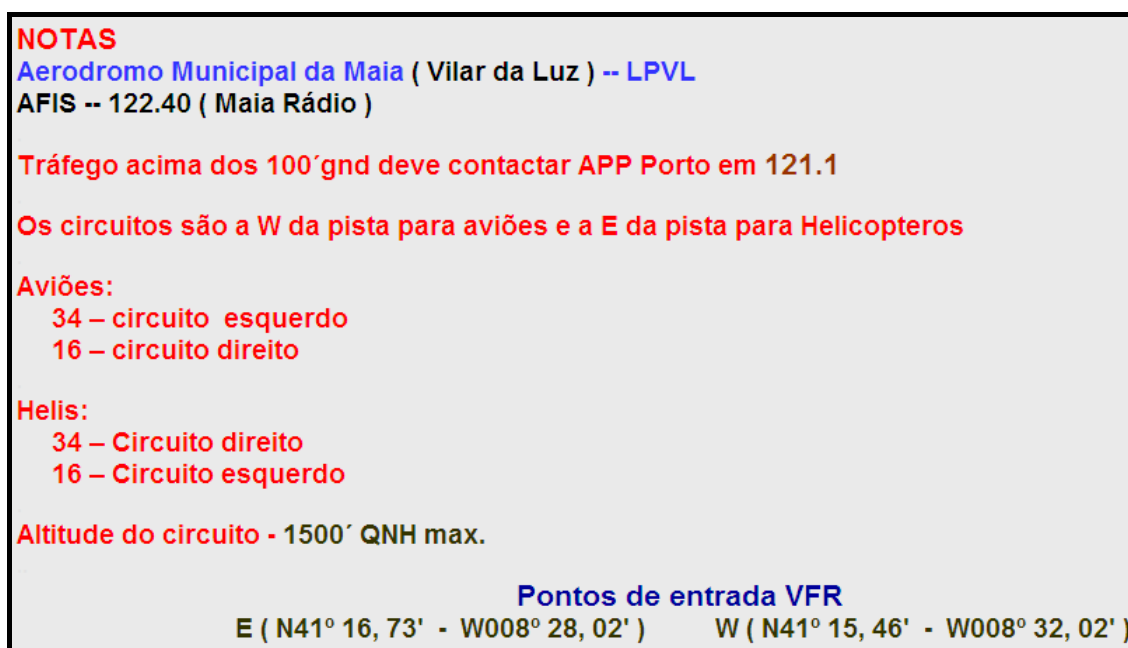 NOTAS
Aerodromo Municipal da Maia ( Vilar da Luz ) -- LPVL
AFIS -- 122.40 ( Maia Rádio )
Tráfego acima dos 100´gnd deve contactar APP Porto em 121.1
Os circuitos são a W da pista para aviões e a E da pista para Helicopteros
Aviões:
34 – circuito esquerdo
16 – circuito direito
Helis:
34 – Circuito direito
16 – Circuito esquerdo
Altitude do circuito - 1500´ QNH max.
Pontos de entrada VFR
E ( N41º 16, 73' - W008º 28, 02' ) W ( N41º 15, 46' - W008º 32, 02' )